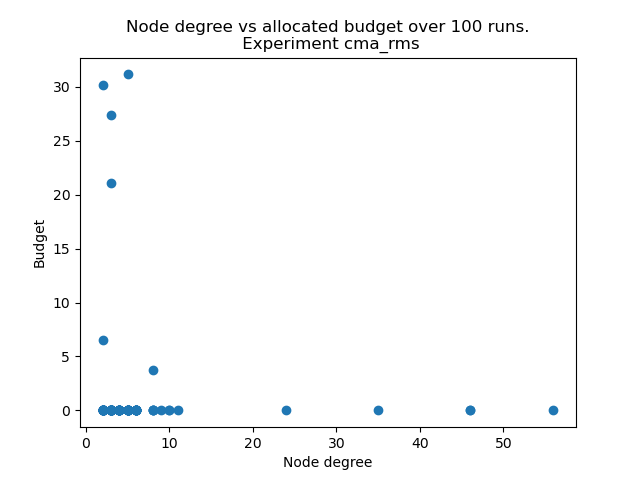 Node degree vs allocated budget over 100 runs.
Experiment cma_rms
30
25
20
15
10
5
0
Budget
0 10 20 30 40 50
Node degree